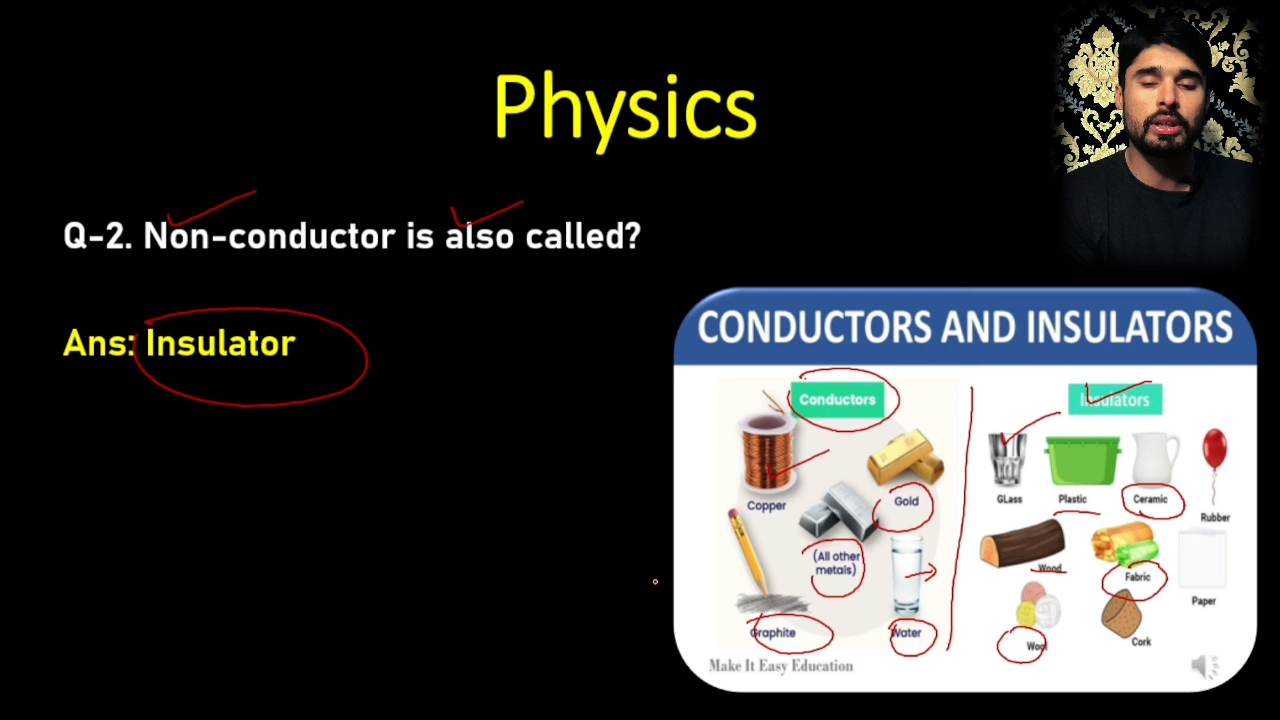 Physics
Q-2. Non-conductor is also called?
Ans: Insulator
CONDUCTORS AND INSULATORS
Conductors
Insulators
Copper
Gold
(All other
metals)
Graphite
Water
GLass
Plastic
Ceramic
Rubber
Wood
Fabric
Paper
Wool
Cork
Make It Easy Education